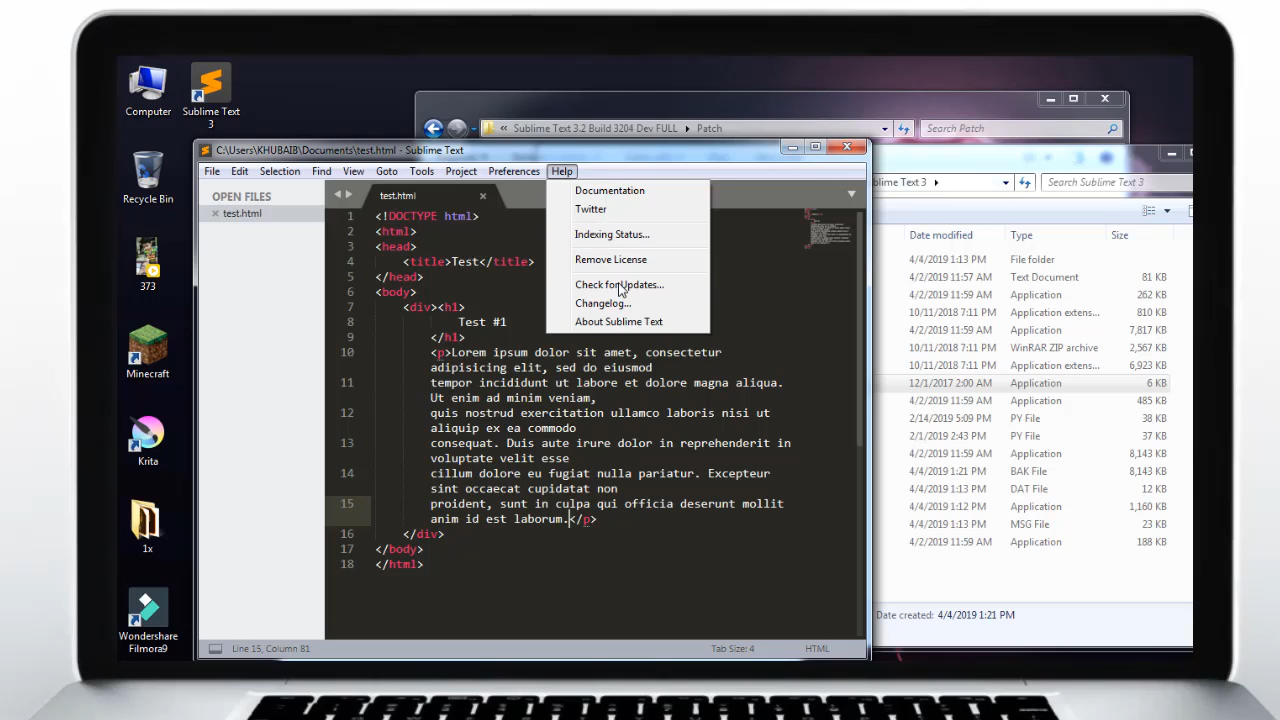 Computer
Sublime Text
3
Recycle Bin
373
Minecraft
Krita
1x
Wondershare
Filmora9
« Sublime Text 3.2 Build 3204 Dev FULL Patch
Search Patch
C:\Users\KHUBAIB\Documents\test.html - Sublime Text
File Edit Selection Find View Goto Tools Project Preferences Help
OPEN FILES
test.html
test.html
Documentation
Twitter
Indexing Status...
Remove License
Check for Updates...
Changelog...
About Sublime Text
1 <!DOCTYPE html>
2 <html>
3 <head>
4 <title>Test</title>
5 </head>
6 <body>
7 <div><h1>
8 Test #1
9 </h1>
10 <p>Lorem ipsum dolor sit amet, consectetur
adipisicing elit, sed do eiusmod
11 tempor incididunt ut labore et dolore magna aliqua.
Ut enim ad minim veniam,
12 quis nostrud exercitation ullamco laboris nisi ut
aliquip ex ea commodo
13 consequat. Duis aute irure dolor in reprehenderit in
voluptate velit esse
14 cillum dolore eu fugiat nulla pariatur. Excepteur
sint occaecat cupidatat non
15 proident, sunt in culpa qui officia deserunt mollit
anim id est laborum.</p>
16 </div>
17 </body>
18 </html>
Line 15, Column 81 Tab Size: 4 HTML
blime Text 3
Search Sublime Text 3
Date modified Type Size
4/4/2019 1:13 PM File folder
4/2/2019 11:57 AM Text Document 81 KB
4/2/2019 11:59 AM Application 262 KB
10/11/2018 7:11 PM Application extens... 810 KB
4/2/2019 11:59 AM Application 7,817 KB
10/11/2018 7:11 PM WinRAR ZIP archive 2,567 KB
10/11/2018 7:13 PM Application extens... 6,923 KB
12/1/2017 2:00 AM Application 6 KB
4/2/2019 11:59 AM Application 485 KB
2/14/2019 5:09 PM PY File 38 KB
2/1/2019 2:43 PM PY File 37 KB
4/2/2019 11:59 AM Application 8,143 KB
4/4/2019 1:21 PM BAK File 8,143 KB
4/4/2019 1:13 PM DAT File 28 KB
4/4/2019 1:12 PM Application 1,160 KB
4/4/2019 1:13 PM MSG File 24 KB
4/2/2019 11:59 AM Application 188 KB
Date created: 4/4/2019 1:21 PM